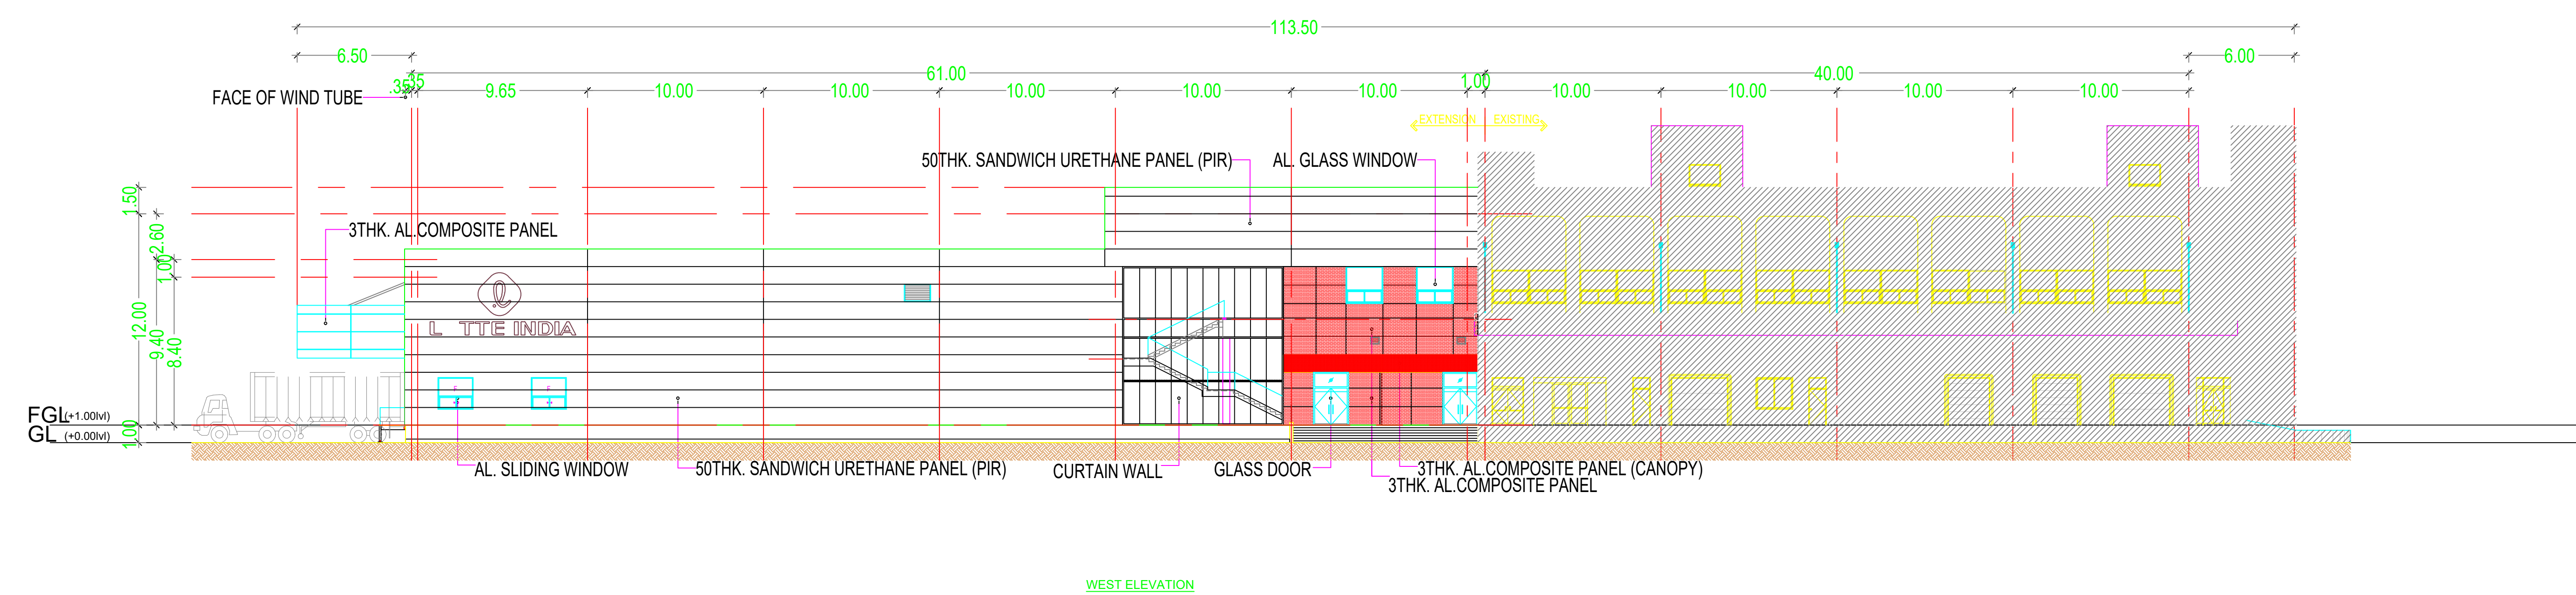 113.50
6.50
6.00
61.00
40.00
.35
.35
9.65
10.00
10.00
10.00
10.00
10.00
1.00
10.00
10.00
10.00
10.00
FACE OF WIND TUBE
EXTENSION
EXISTING
50THK. SANDWICH URETHANE PANEL (PIR)
AL. GLASS WINDOW
1.50
2.60
1.00
12.00
9.40
8.40
1.00
3THK. AL.COMPOSITE PANEL
L TTE INDIA
F
F
FGL (+1.00lvl)
GL (+0.00lvl)
AL. SLIDING WINDOW
50THK. SANDWICH URETHANE PANEL (PIR)
CURTAIN WALL
GLASS DOOR
3THK. AL.COMPOSITE PANEL (CANOPY)
3THK. AL.COMPOSITE PANEL
WEST ELEVATION